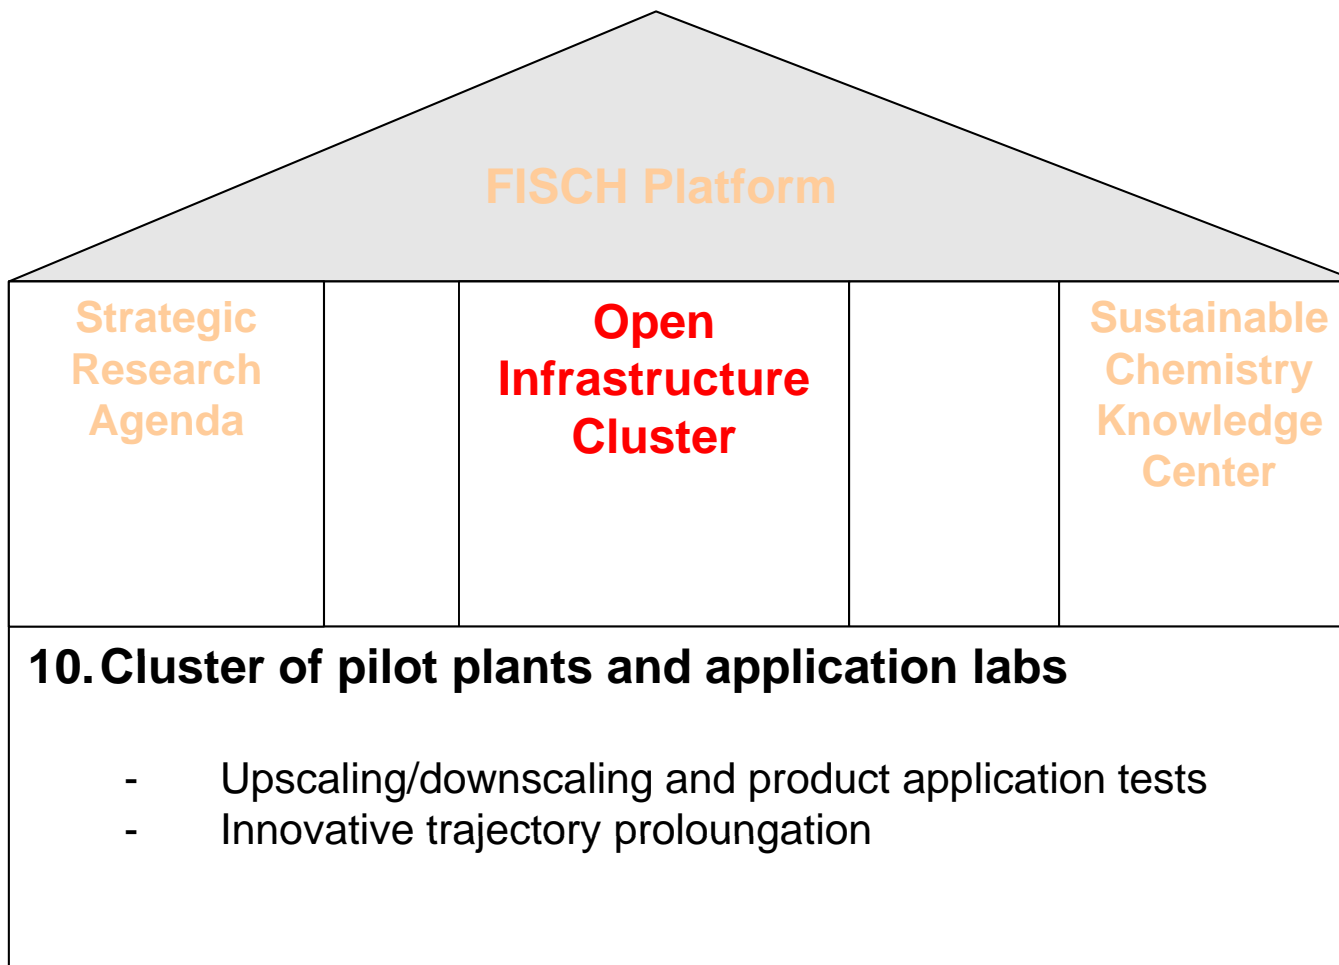 FISCH Platform
Strategic
Research
Agenda
Open
Infrastructure
Cluster
Sustainable
Chemistry
Knowledge
Center
10. Cluster of pilot plants and application labs
- Upscaling/downscaling and product application tests
- Innovative trajectory proloungation